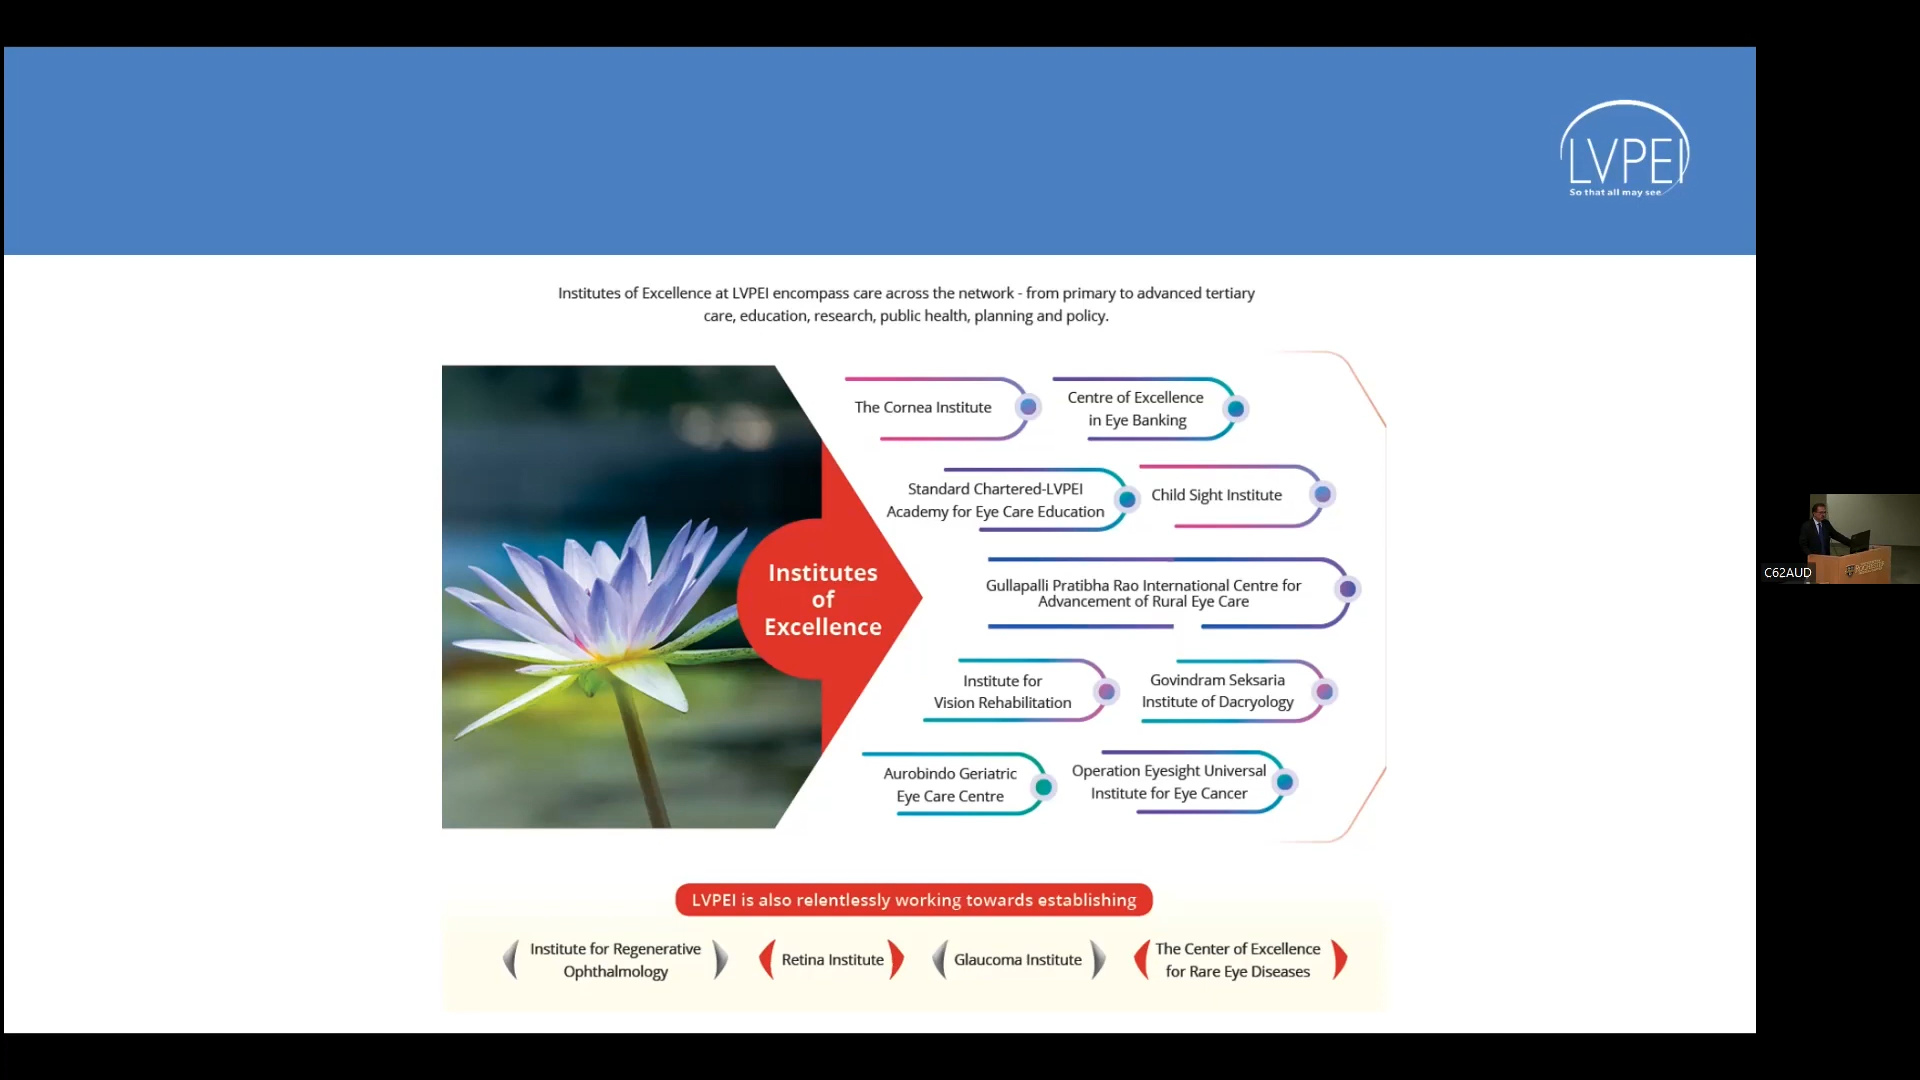 LVPEI
So that all may see
Institutes of Excellence at LVPEI encompass care across the network - from primary to advanced tertiary
care, education, research, public health, planning and policy.
Institutes
of
Excellence
The Cornea Institute
Centre of Excellence
in Eye Banking
Standard Chartered-LVPEI
Academy for Eye Care Education
Child Sight Institute
Gullapalli Pratibha Rao International Centre for
Advancement of Rural Eye Care
Institute for
Vision Rehabilitation
Govindram Seksaria
Institute of Dacryology
Aurobindo Geriatric
Eye Care Centre
Operation Eyesight Universal
Institute for Eye Cancer
LVPEI is also relentlessly working towards establishing
Institute for Regenerative
Ophthalmology
Retina Institute
Glaucoma Institute
The Center of Excellence
for Rare Eye Diseases
C62AUD